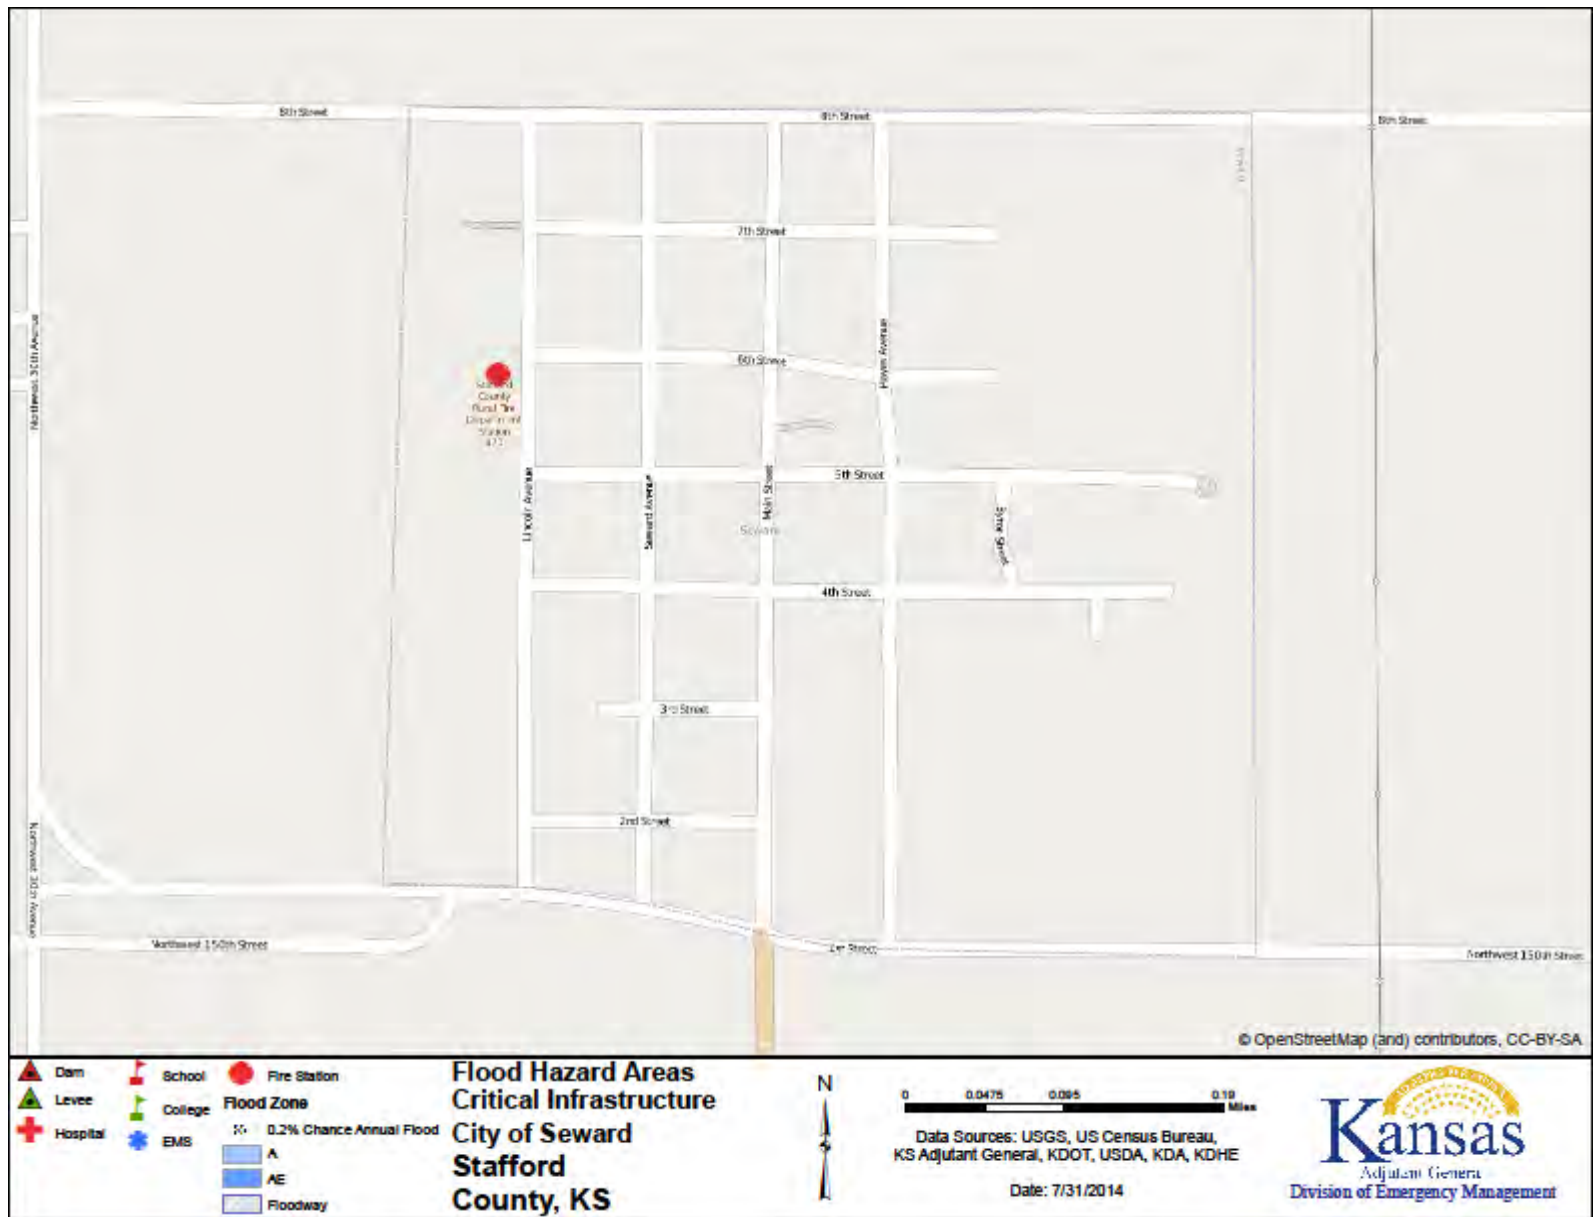 8th Street
8th Street
8th Street
7th Street
Northwest 30th Avenue
6th Street
Hayes Avenue
County
Rural Fire
Station
Lincoln Avenue
Seward Avenue
Main Street
5th Street
Seward
4th Street
3rd Street
2nd Street
Northwest 30th Avenue
Northwest 150th Street
1st Street
Northwest 150th Street
© OpenStreetMap (and) contributors, CC-BY-SA
Dam
Levee
Hospital
School
College
EMS
Fire Station
Flood Zone
0.2% Chance Annual Flood
A
AE
Floodway
Flood Hazard Areas
Critical Infrastructure
City of Seward
Stafford
County, KS
N
0 0.0475 0.095 0.19
Miles
Data Sources: USGS, US Census Bureau,
KS Adjutant General, KDOT, USDA, KDA, KDHE
Date: 7/31/2014
Kansas
Adjutant General
Division of Emergency Management